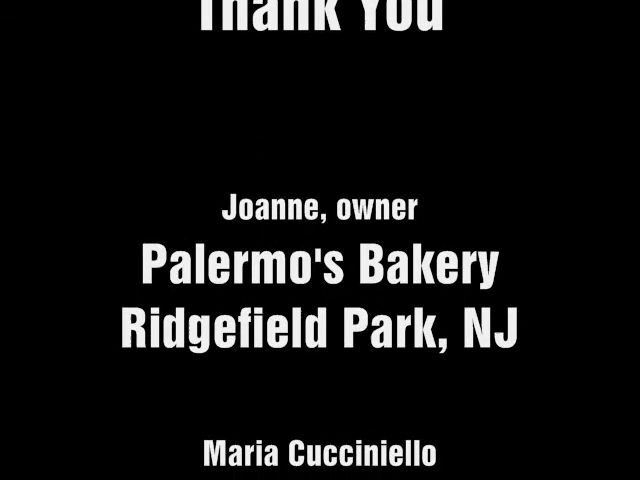 Thank You
Joanne, owner
Palermo's Bakery
Ridgefield Park, NJ
Maria Cucciniello